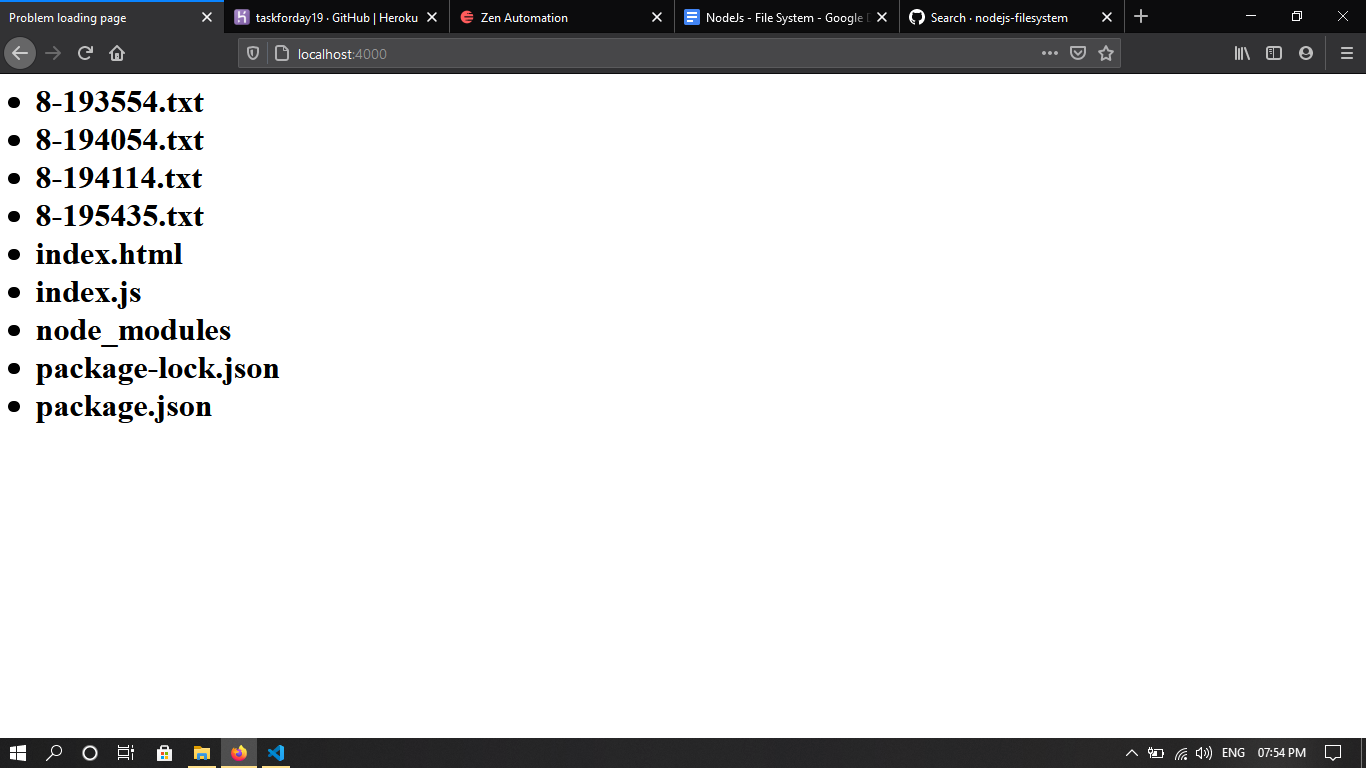 Problem loading page
taskforday19 · GitHub | Heroku
Zen Automation
NodeJs - File System - Google D
Search · nodejs-filesystem
localhost:4000
8-193554.txt
8-194054.txt
8-194114.txt
8-195435.txt
index.html
index.js
node_modules
package-lock.json
package.json
ENG
07:54 PM